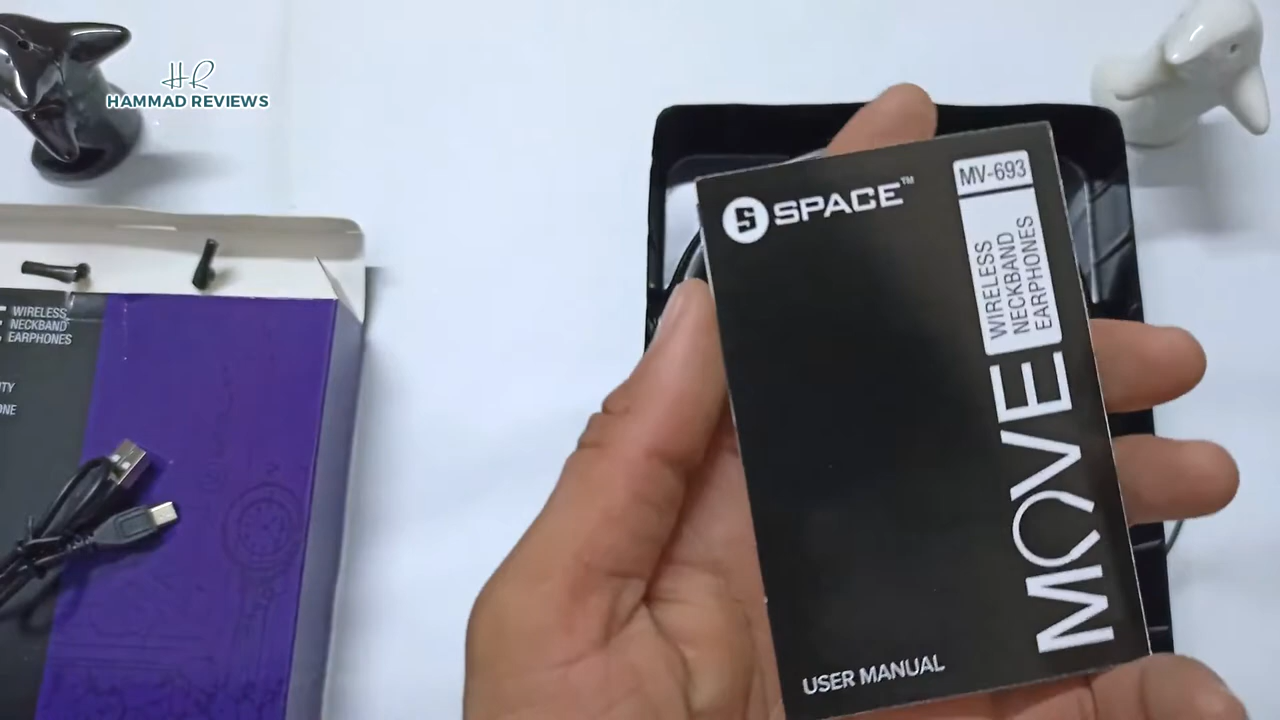 HR
HAMMAD REVIEWS
WIRELESS
NECKBAND
EARPHONES
SPACE™
MV-693
WIRELESS
NECKBAND
EARPHONES
MOVE
USER MANUAL